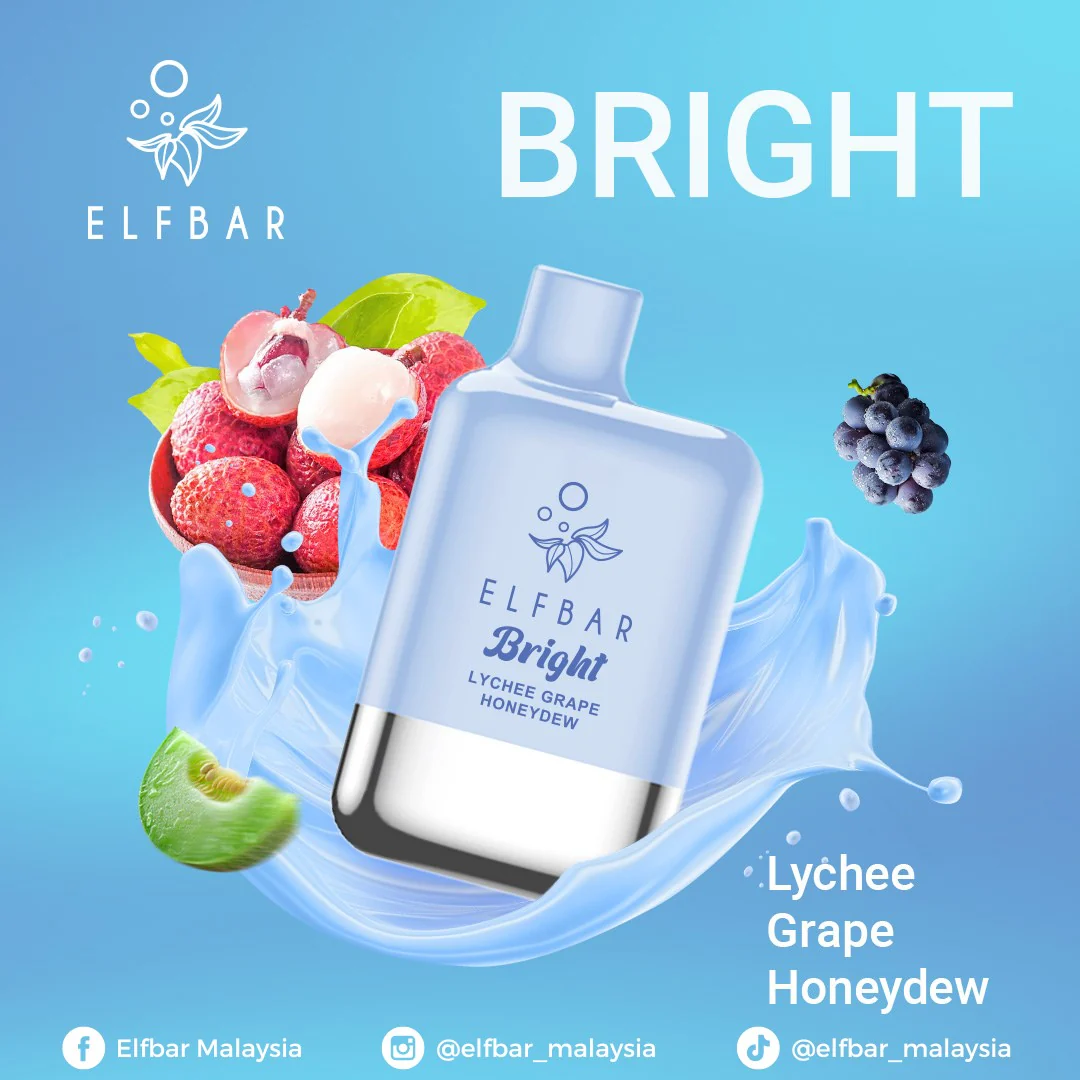 ELFBAR
BRIGHT
ELFBAR
Bright
LYCHEE GRAPE
HONEYDEW
Lychee
Grape
Honeydew
Elfbar Malaysia
@elfbar_malaysia
@elfbar_malaysia